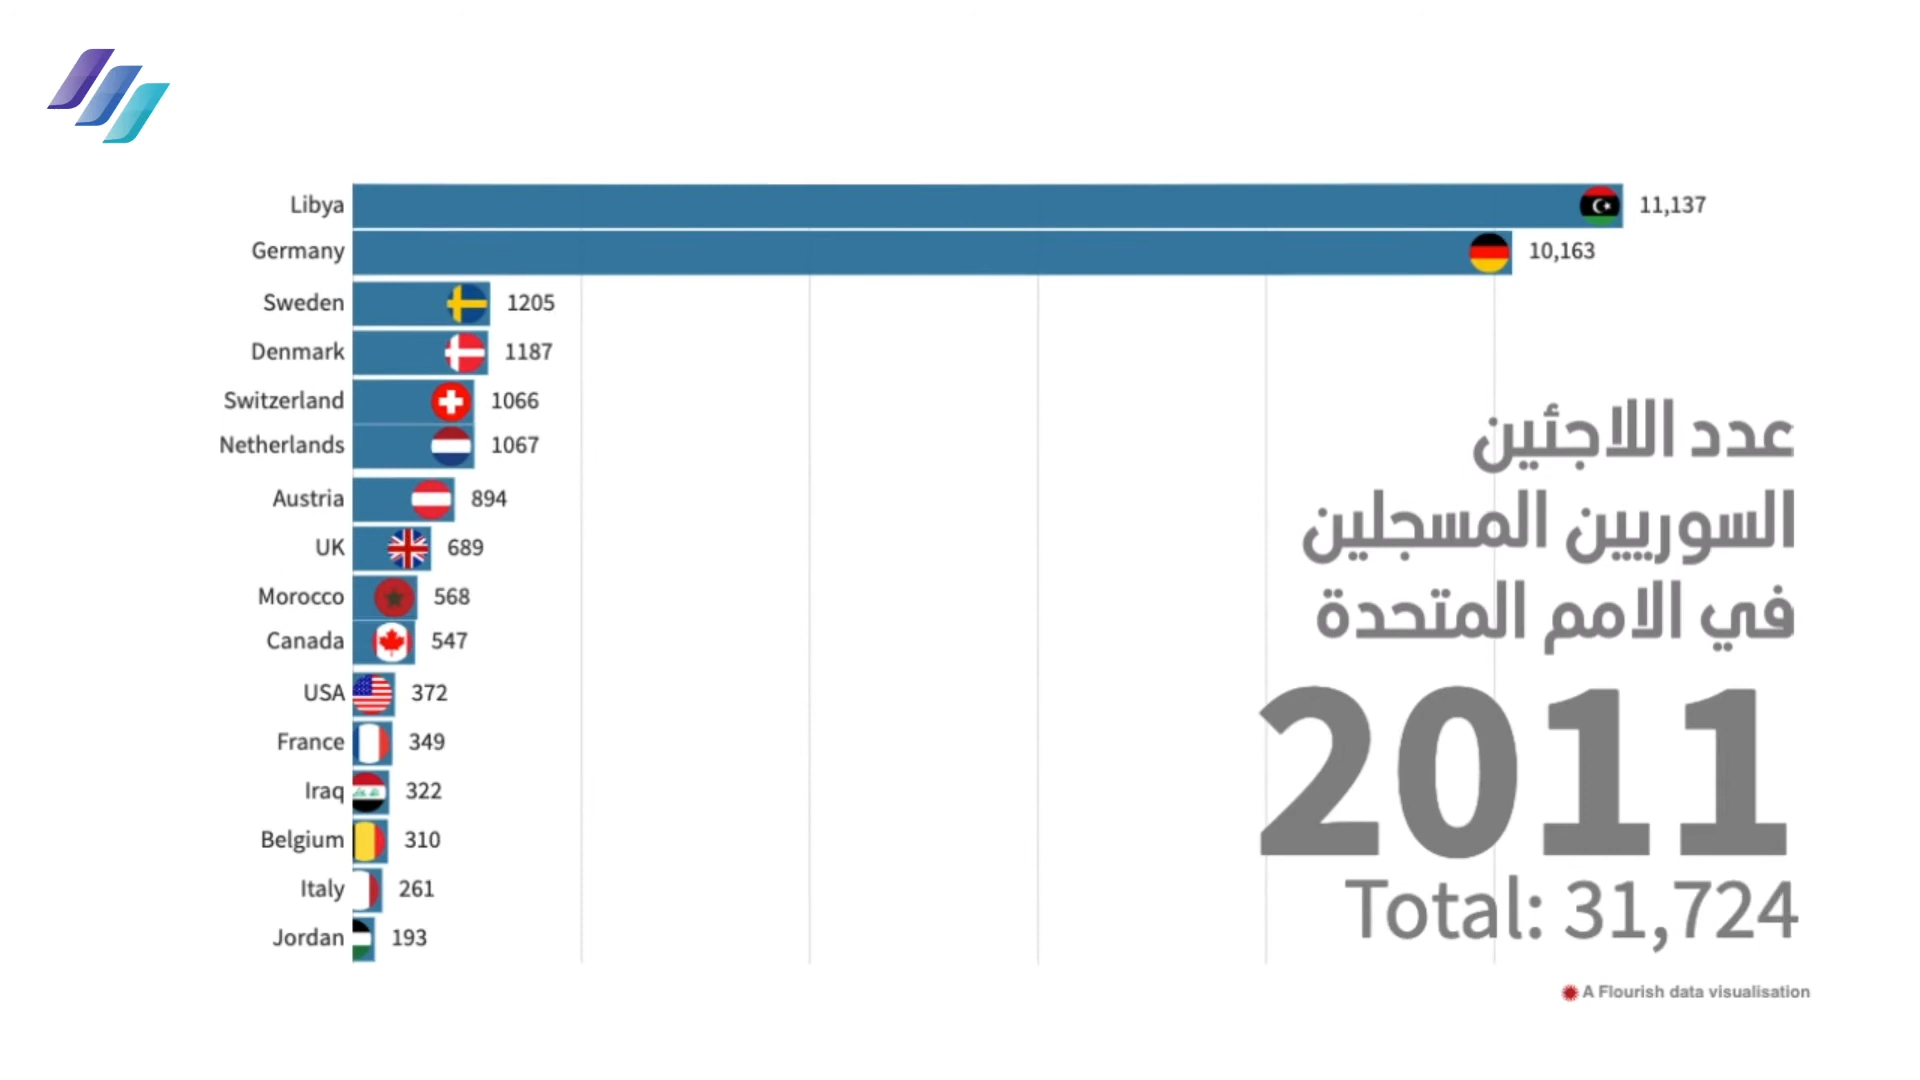 Libya 11,137
Germany 10,163
Sweden 1205
Denmark 1187
Switzerland 1066
Netherlands 1067
Austria 894
UK 689
Morocco 568
Canada 547
USA 372
France 349
Iraq 322
Belgium 310
Italy 261
Jordan 193
عدد اللاجئين
السوريين المسجلين
في الامم المتحدة
2011
Total: 31,724
A Flourish data visualisation